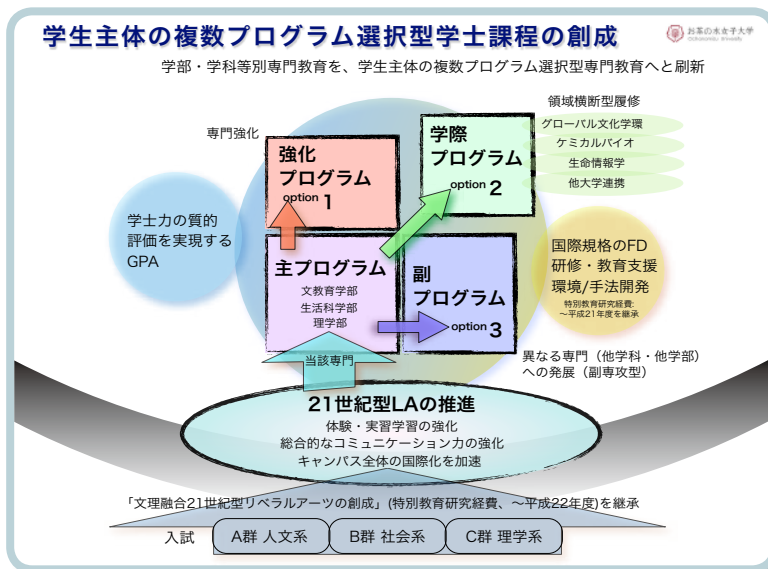 学生主体の複数プログラム選択型学士課程の創成
お茶の水女子大学
Ochanomizu University
学部・学科等別専門教育を、学生主体の複数プログラム選択型専門教育へと刷新
領域横断型履修
グローバル文化学環
ケミカルバイオ
生命情報学
他大学連携
専門強化
強化
プログラム
option 1
学際
プログラム
option 2
学士力の質的
評価を実現する
GPA
主プログラム
文教育学部
生活科学部
理学部
副
プログラム
option 3
国際規格のFD
研修・教育支援
環境/手法開発
特別教育研究経費:
〜平成21年度を継承
当該専門
異なる専門（他学科・他学部）
への発展（副専攻型）
21世紀型LAの推進
体験・実習学習の強化
総合的なコミュニケーション力の強化
キャンパス全体の国際化を加速
「文理融合21世紀型リベラルアーツの創成」(特別教育研究経費、〜平成22年度)を継承
入試
A群 人文系
B群 社会系
C群 理学系